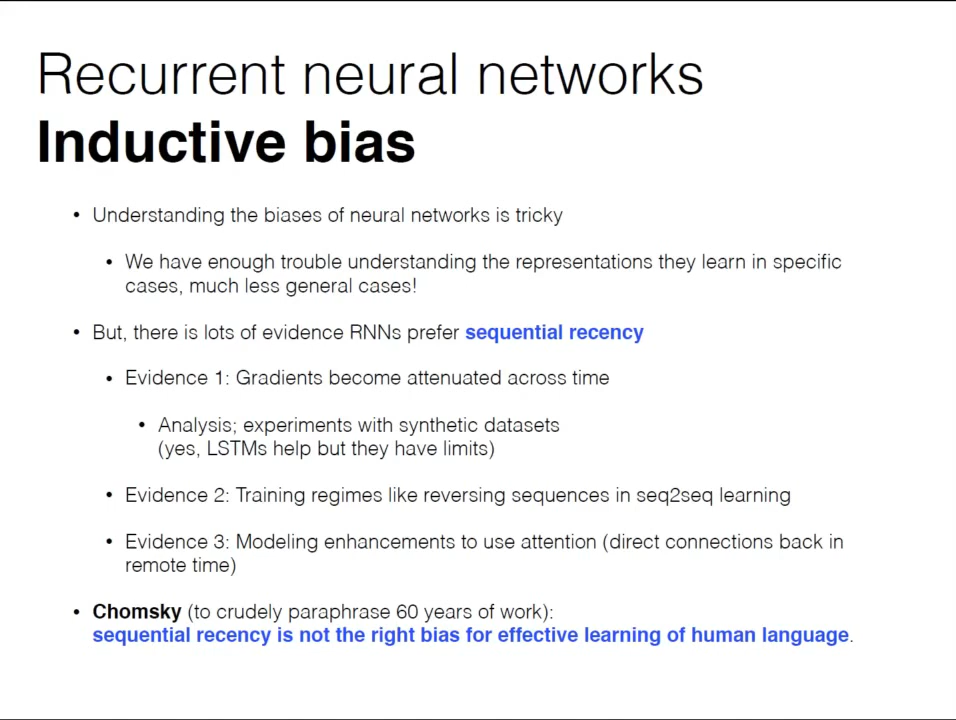 Recurrent neural networks
Inductive bias
• Understanding the biases of neural networks is tricky
• We have enough trouble understanding the representations they learn in specific
cases, much less general cases!
• But, there is lots of evidence RNNs prefer sequential recency
• Evidence 1: Gradients become attenuated across time
• Analysis; experiments with synthetic datasets
(yes, LSTMs help but they have limits)
• Evidence 2: Training regimes like reversing sequences in seq2seq learning
• Evidence 3: Modeling enhancements to use attention (direct connections back in
remote time)
• Chomsky (to crudely paraphrase 60 years of work):
sequential recency is not the right bias for effective learning of human language.